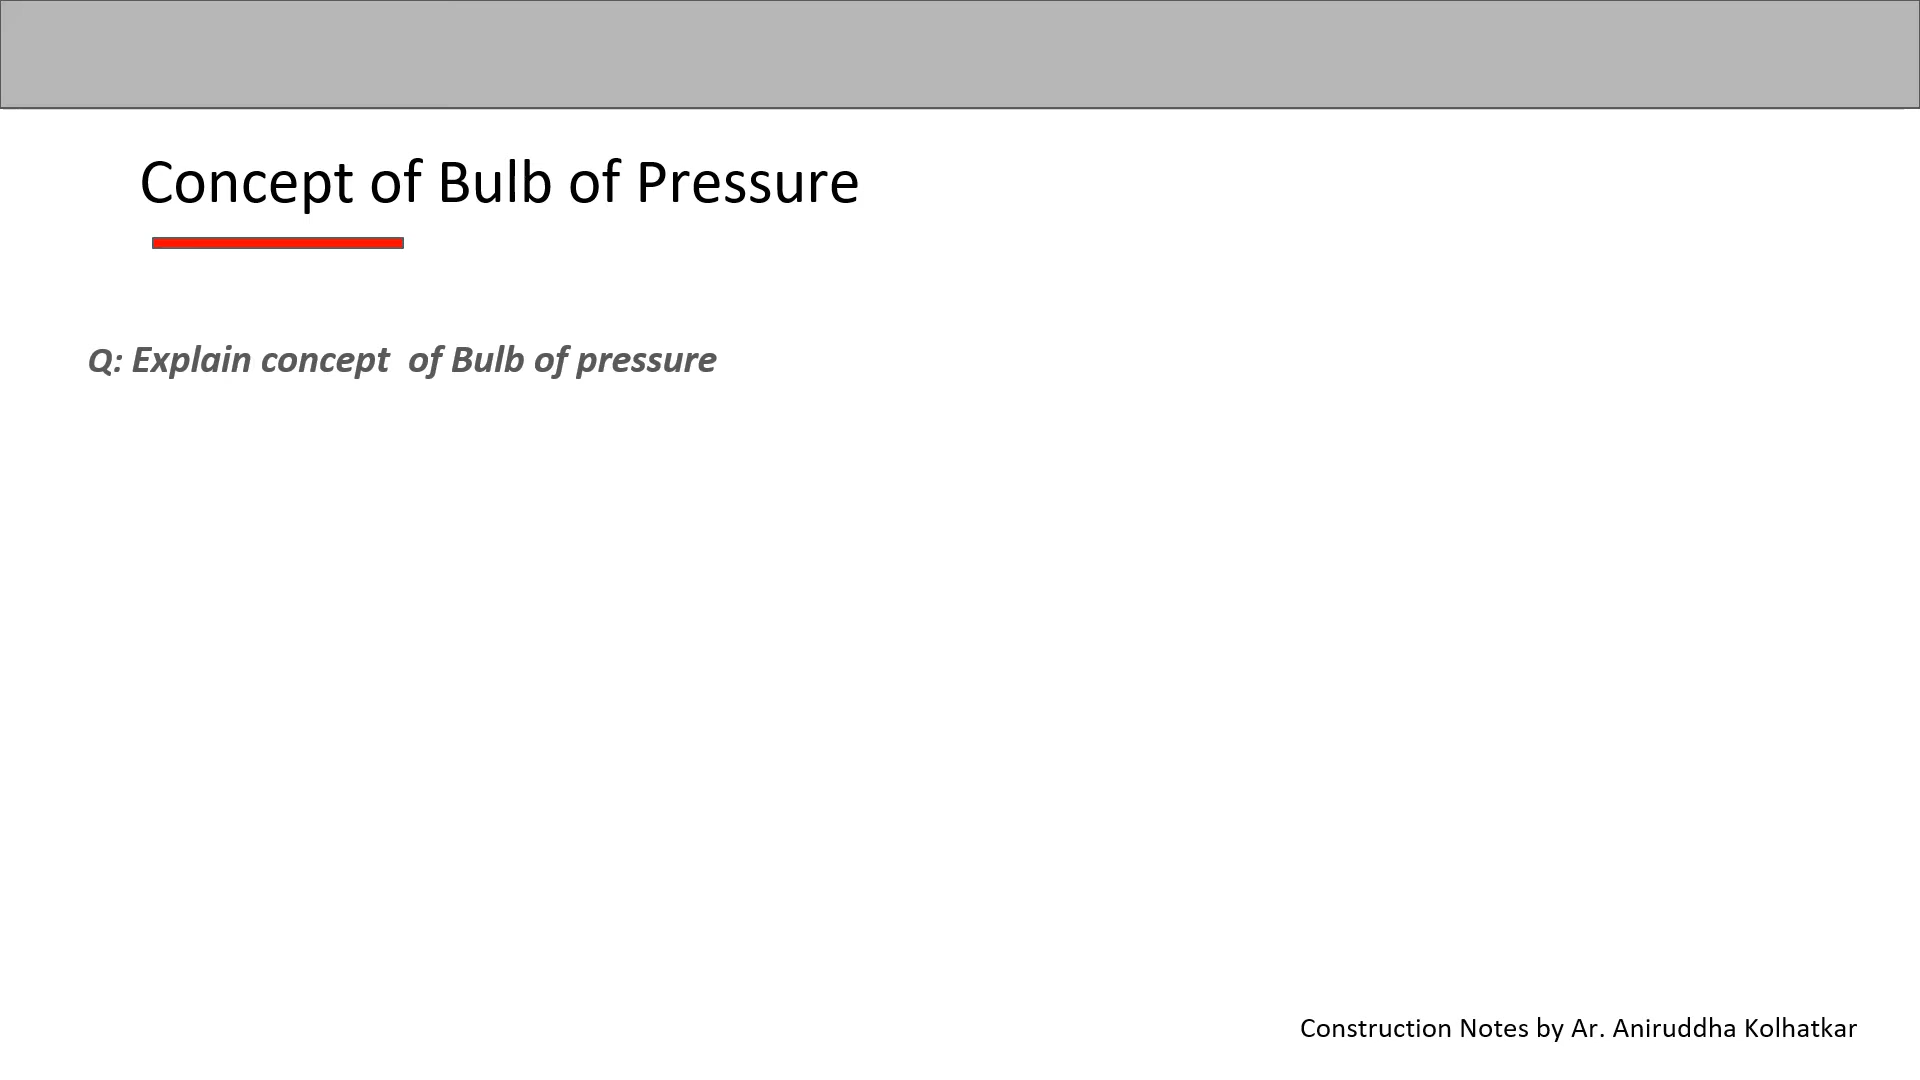 Concept of Bulb of Pressure
Q: Explain concept  of Bulb of pressure
Construction Notes by Ar. Aniruddha Kolhatkar